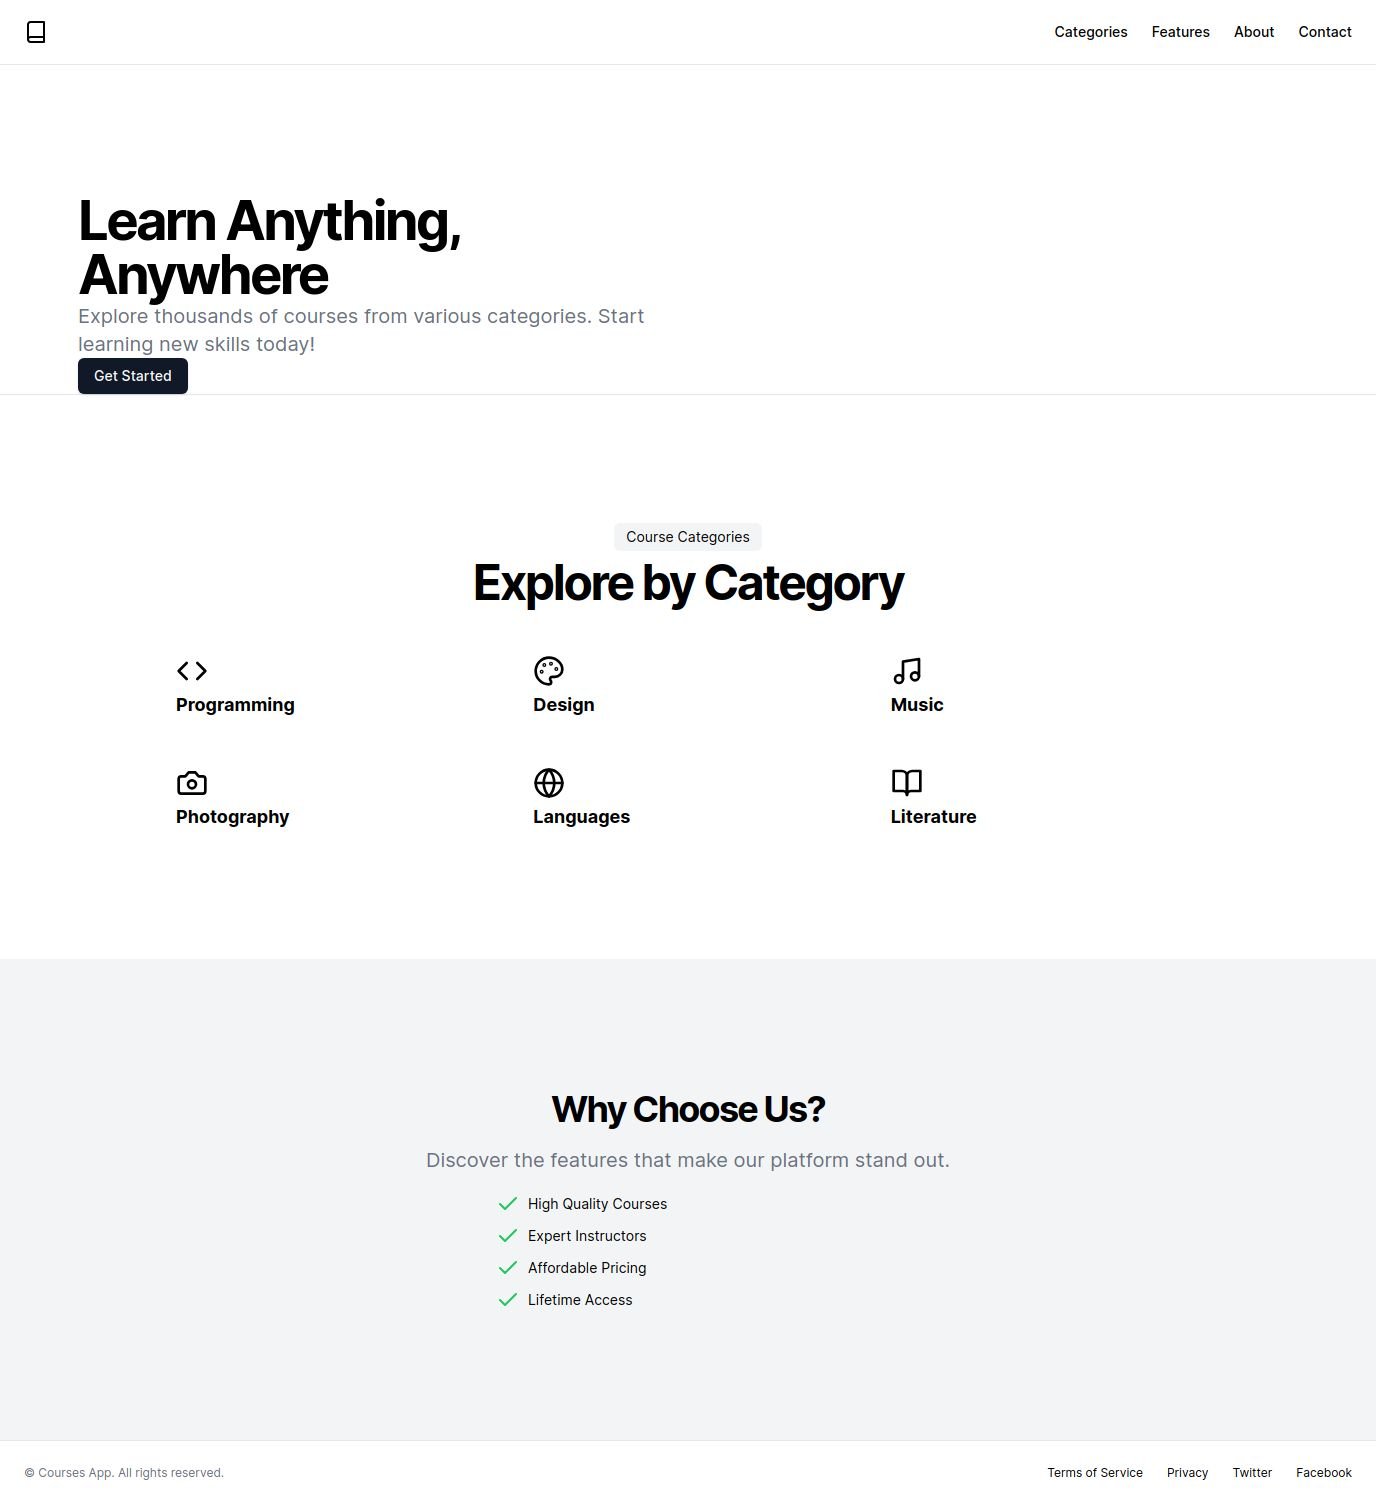 Categories Features About Contact
Learn Anything,
Anywhere
Explore thousands of courses from various categories. Start
learning new skills today!
Get Started
Course Categories
Explore by Category
Programming
Design
Music
Photography
Languages
Literature
Why Choose Us?
Discover the features that make our platform stand out.
High Quality Courses
Expert Instructors
Affordable Pricing
Lifetime Access
© Courses App. All rights reserved.
Terms of Service Privacy Twitter Facebook